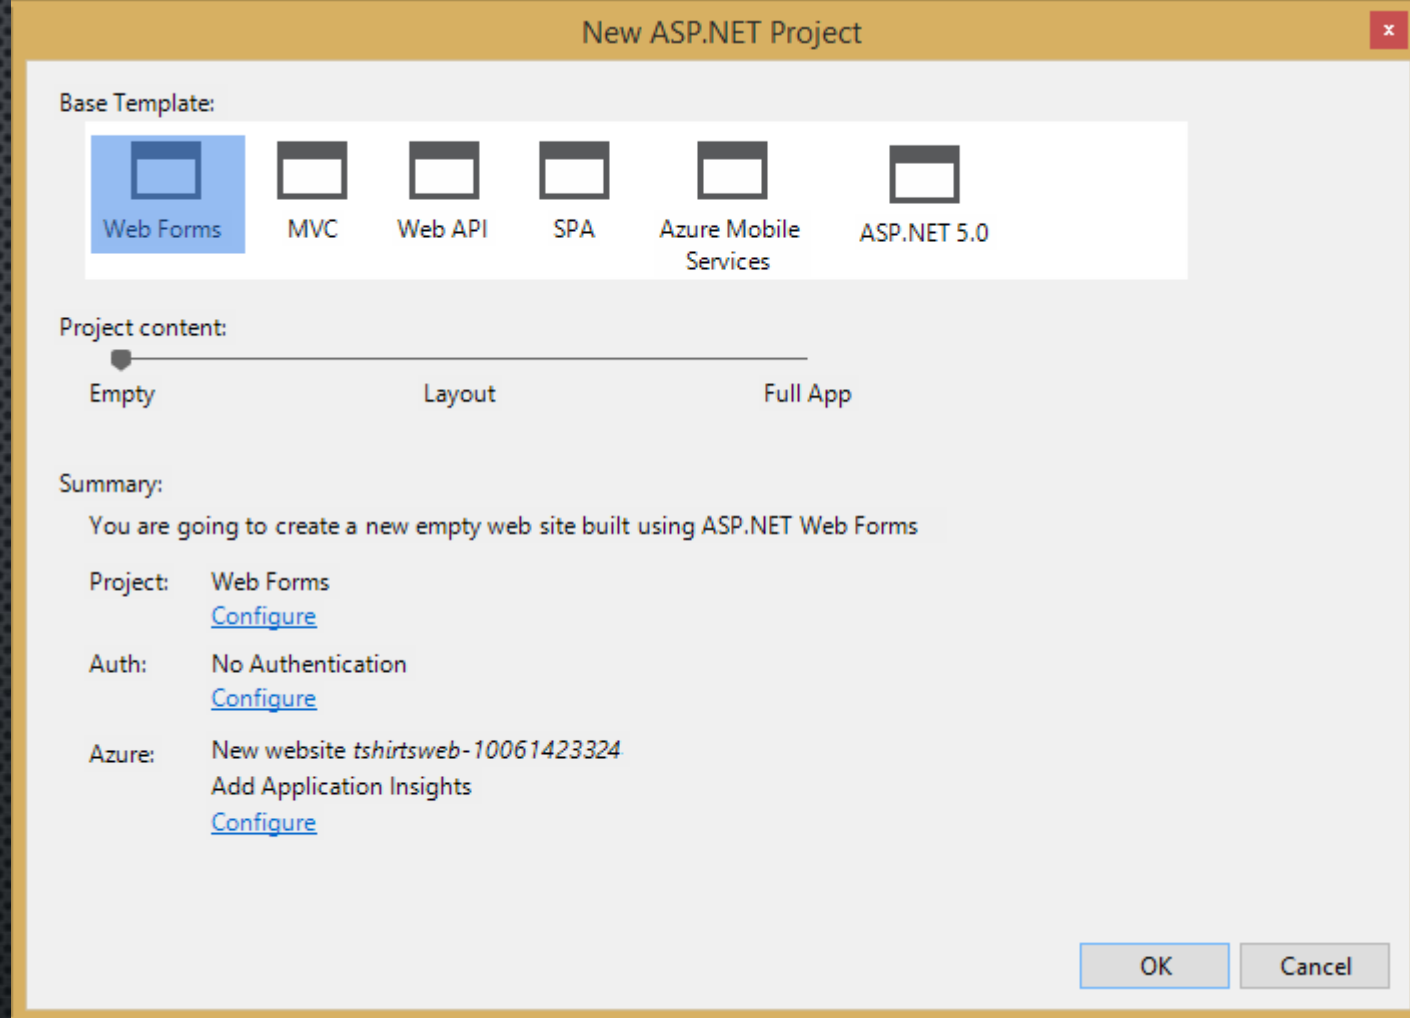 New ASP.NET Project
x
Base Template:
Web Forms MVC Web API SPA Azure Mobile Services ASP.NET 5.0
Project content:
Empty Layout Full App
Summary:
You are going to create a new empty web site built using ASP.NET Web Forms
Project: Web Forms
Configure
Auth: No Authentication
Configure
Azure: New website tshirtsweb-10061423324
Add Application Insights
Configure
OK Cancel